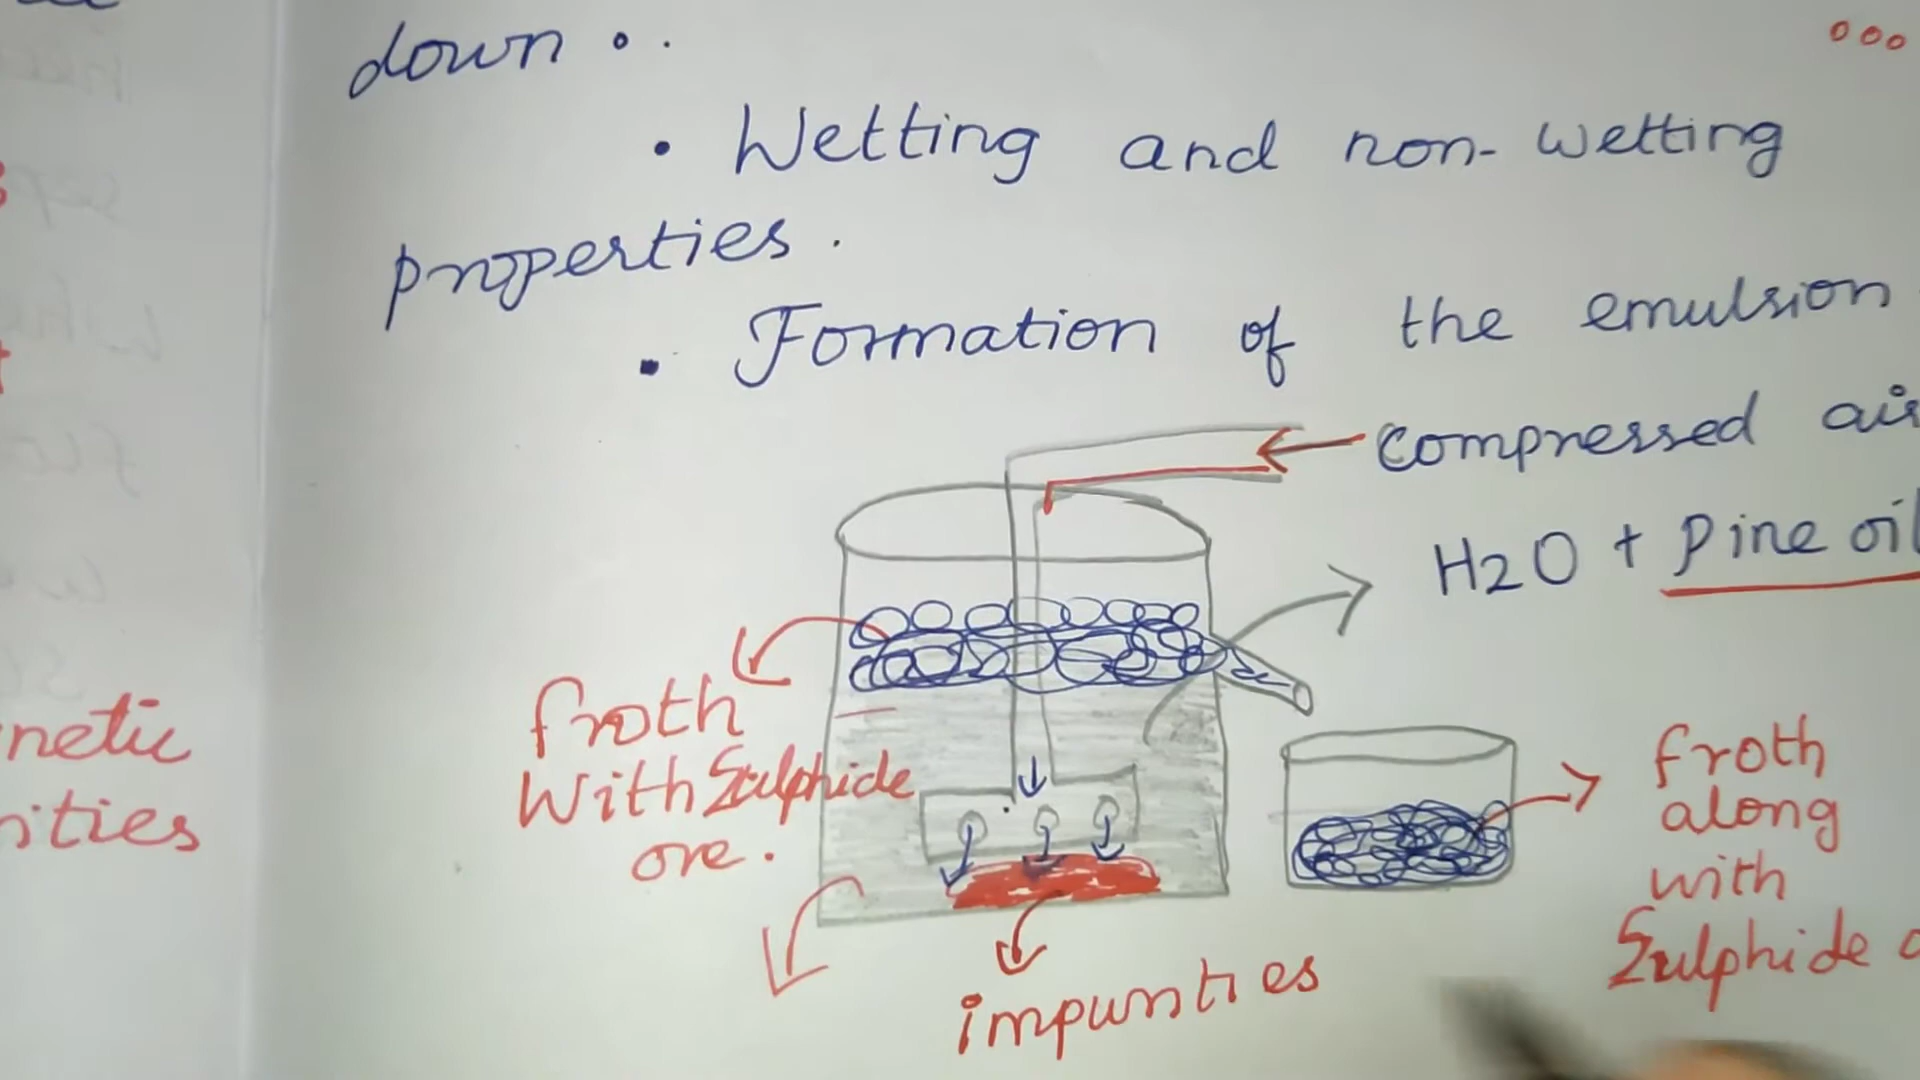 down..
• Wetting and non-wetting
properties.
• Formation of the emulsion
compressed air
H2O + Pine oil
froth
with Sulphide
ore.
froth
along
with
Sulphide
impurities
netic
ities